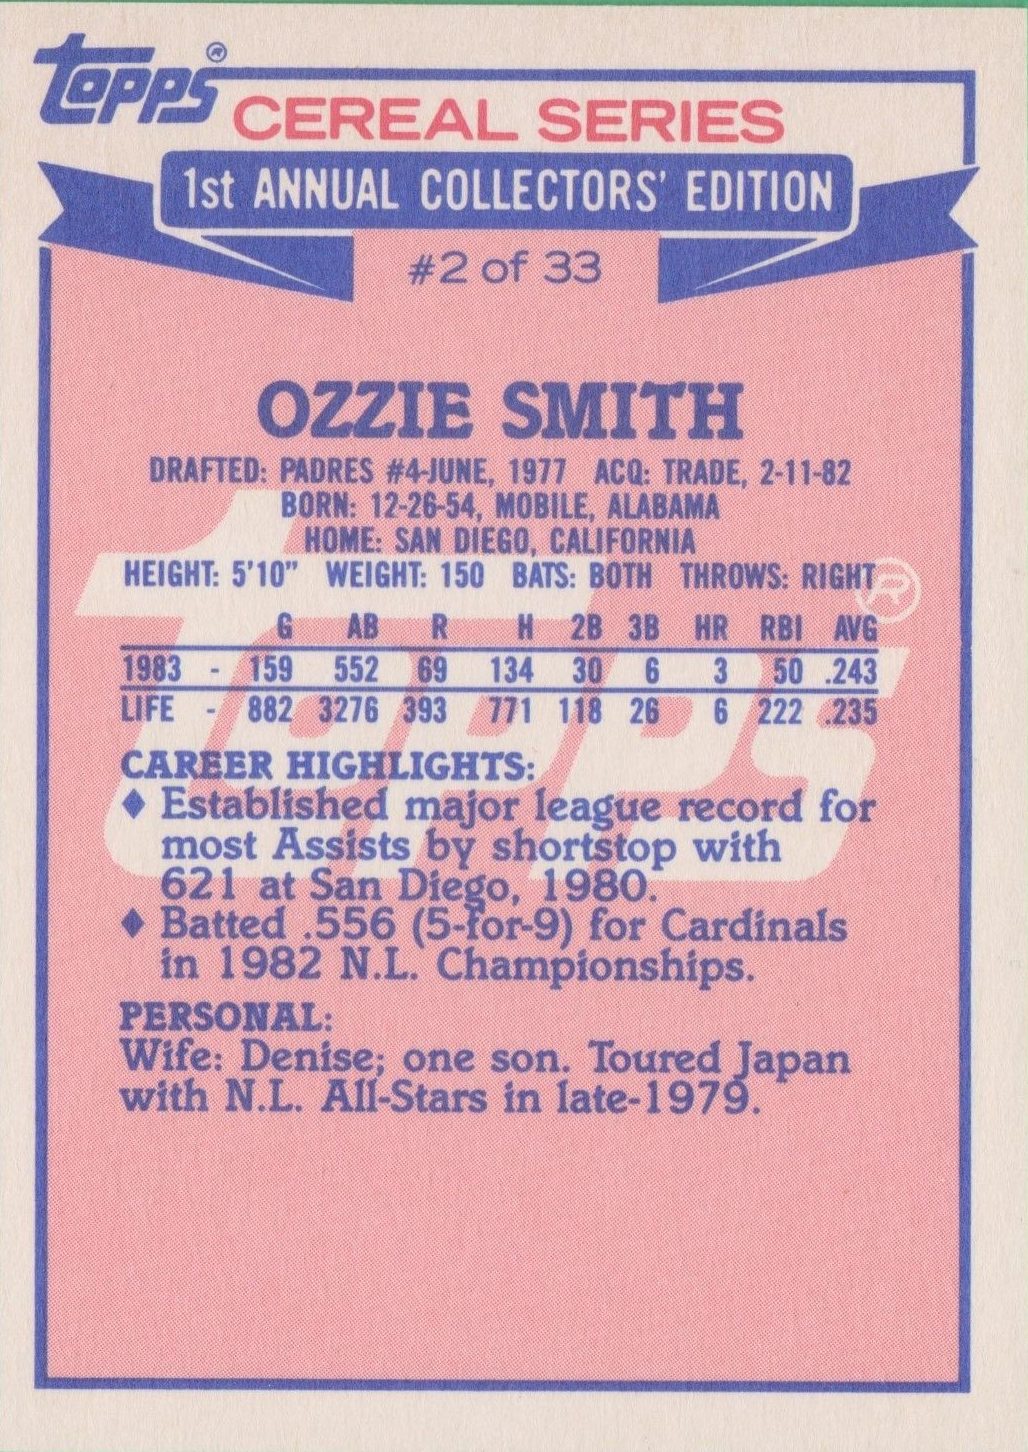 topps®
CEREAL SERIES
1st ANNUAL COLLECTORS' EDITION
#2 of 33
OZZIE SMITH
DRAFTED: PADRES #4-JUNE, 1977 ACQ: TRADE, 2-11-82
BORN: 12-26-54, MOBILE, ALABAMA
HOME: SAN DIEGO, CALIFORNIA
HEIGHT: 5'10" WEIGHT: 150 BATS: BOTH THROWS: RIGHT
G AB R H 2B 3B HR RBI AVG
1983 - 159 552 69 134 30 6 3 50 .243
LIFE - 882 3276 393 771 118 26 6 222 .235
topps®
CAREER HIGHLIGHTS:
♦ Established major league record for
most Assists by shortstop with
621 at San Diego, 1980.
♦ Batted .556 (5-for-9) for Cardinals
in 1982 N.L. Championships.
PERSONAL:
Wife: Denise; one son. Toured Japan
with N.L. All-Stars in late-1979.